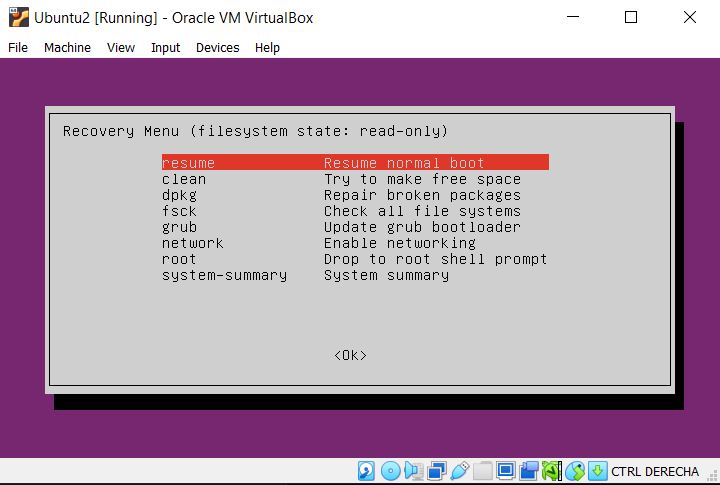 Ubuntu2 [Running] - Oracle VM VirtualBox
File Machine View Input Devices Help
Recovery Menu (filesystem state: read-only)
resume Resume normal boot
clean Try to make free space
dpkg Repair broken packages
fsck Check all file systems
grub Update grub bootloader
network Enable networking
root Drop to root shell prompt
system-summary System summary
<Ok>
CTRL DERECHA